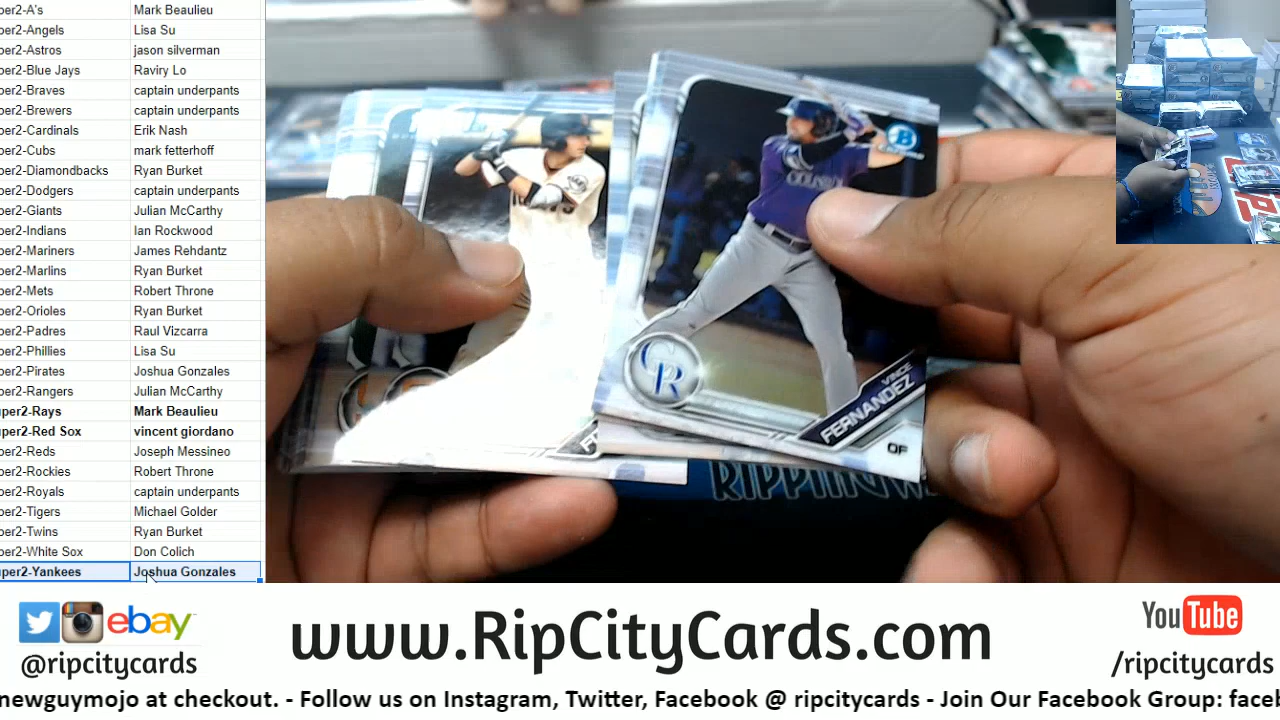 per2-A's Mark Beaulieu
per2-Angels Lisa Su
per2-Astros jason silverman
per2-Blue Jays Raviry Lo
per2-Braves captain underpants
per2-Brewers captain underpants
per2-Cardinals Erik Nash
per2-Cubs mark fetterhoff
per2-Diamondbacks Ryan Burket
per2-Dodgers captain underpants
per2-Giants Julian McCarthy
per2-Indians Ian Rockwood
per2-Mariners James Rehdantz
per2-Marlins Ryan Burket
per2-Mets Robert Throne
per2-Orioles Ryan Burket
per2-Padres Raul Vizcarra
per2-Phillies Lisa Su
per2-Pirates Joshua Gonzales
per2-Rangers Julian McCarthy
uper2-Rays Mark Beaulieu
uper2-Red Sox vincent giordano
per2-Reds Joseph Messineo
per2-Rockies Robert Throne
per2-Royals captain underpants
per2-Tigers Michael Golder
per2-Twins Ryan Burket
per2-White Sox Don Colich
uper2-Yankees Joshua Gonzales
B
CR
VINCE
FERNANDEZ
OF
ebay
@ripcitycards
www.RipCityCards.com
YouTube
/ripcitycards
newguymojo at checkout. - Follow us on Instagram, Twitter, Facebook @ ripcitycards - Join Our Facebook Group: faceb